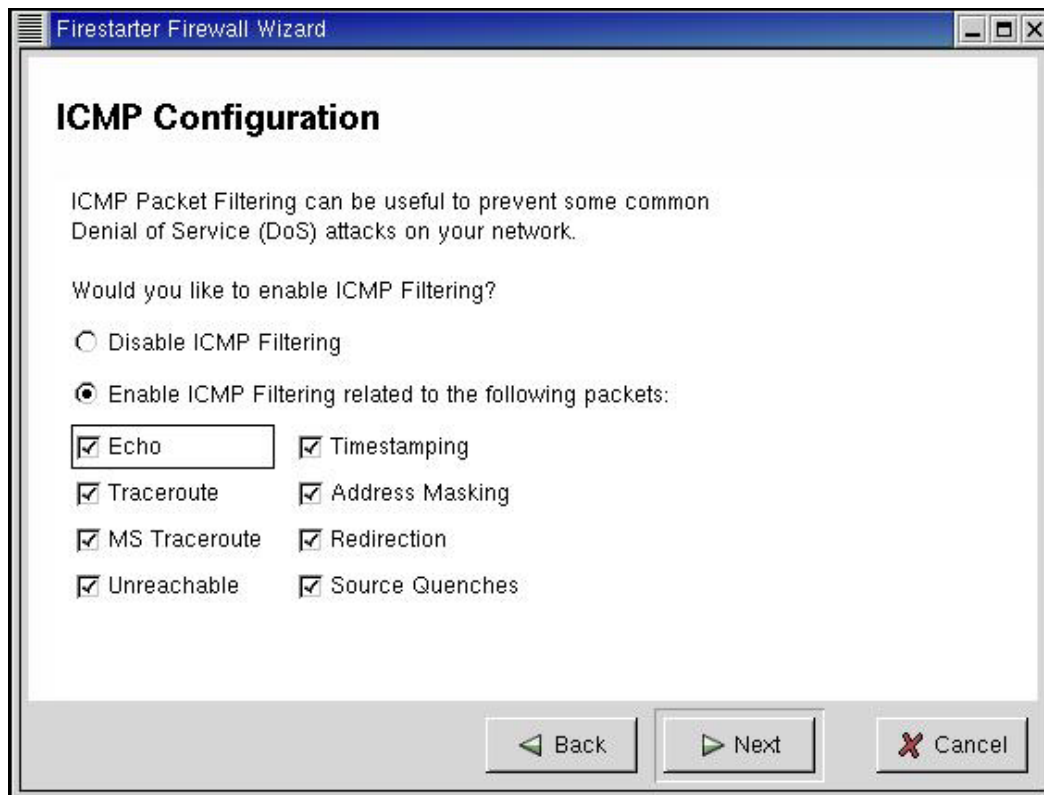 Firestarter Firewall Wizard
ICMP Configuration
ICMP Packet Filtering can be useful to prevent some common
Denial of Service (DoS) attacks on your network.
Would you like to enable ICMP Filtering?
Disable ICMP Filtering
Enable ICMP Filtering related to the following packets:
Echo
Timestamping
Traceroute
Address Masking
MS Traceroute
Redirection
Unreachable
Source Quenches
Back
Next
Cancel